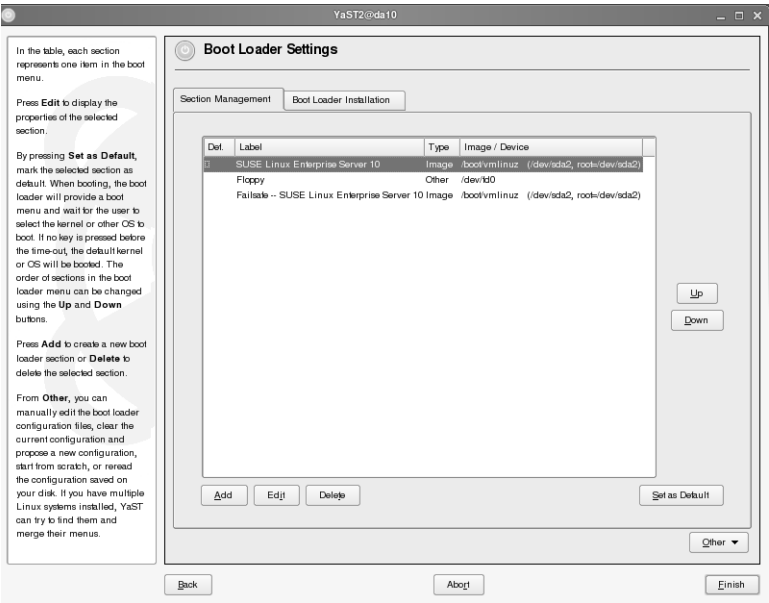 YaST2@da10
In the table, each section
represents one item in the boot
menu.
Press Edit to display the
properties of the selected
section.
By pressing Set as Default,
mark the selected section as
default. When booting, the boot
loader will provide a boot
menu and wait for the user to
select the kernel or other OS to
boot. If no key is pressed before
the time-out, the default kernel
or OS will be booted. The
order of sections in the boot
loader menu can be changed
using the Up and Down
buttons.
Press Add to create a new boot
loader section or Delete to
delete the selected section.
From Other, you can
manually edit the boot loader
configuration files, clear the
current configuration and
propose a new configuration,
start from scratch, or reread
the configuration saved on
your disk. If you have multiple
Linux systems installed, YaST
can try to find them and
merge their menus.
Boot Loader Settings
Section Management Boot Loader Installation
Def. Label Type Image / Device
SUSE Linux Enterprise Server 10 Image /boot/vmlinuz (/dev/sda2, root=/dev/sda2)
Floppy Other /dev/fd0
Failsafe -- SUSE Linux Enterprise Server 10 Image /boot/vmlinuz (/dev/sda2, root=/dev/sda2)
Up
Down
Add Edit Delete Set as Default
Other
Back Abort Finish